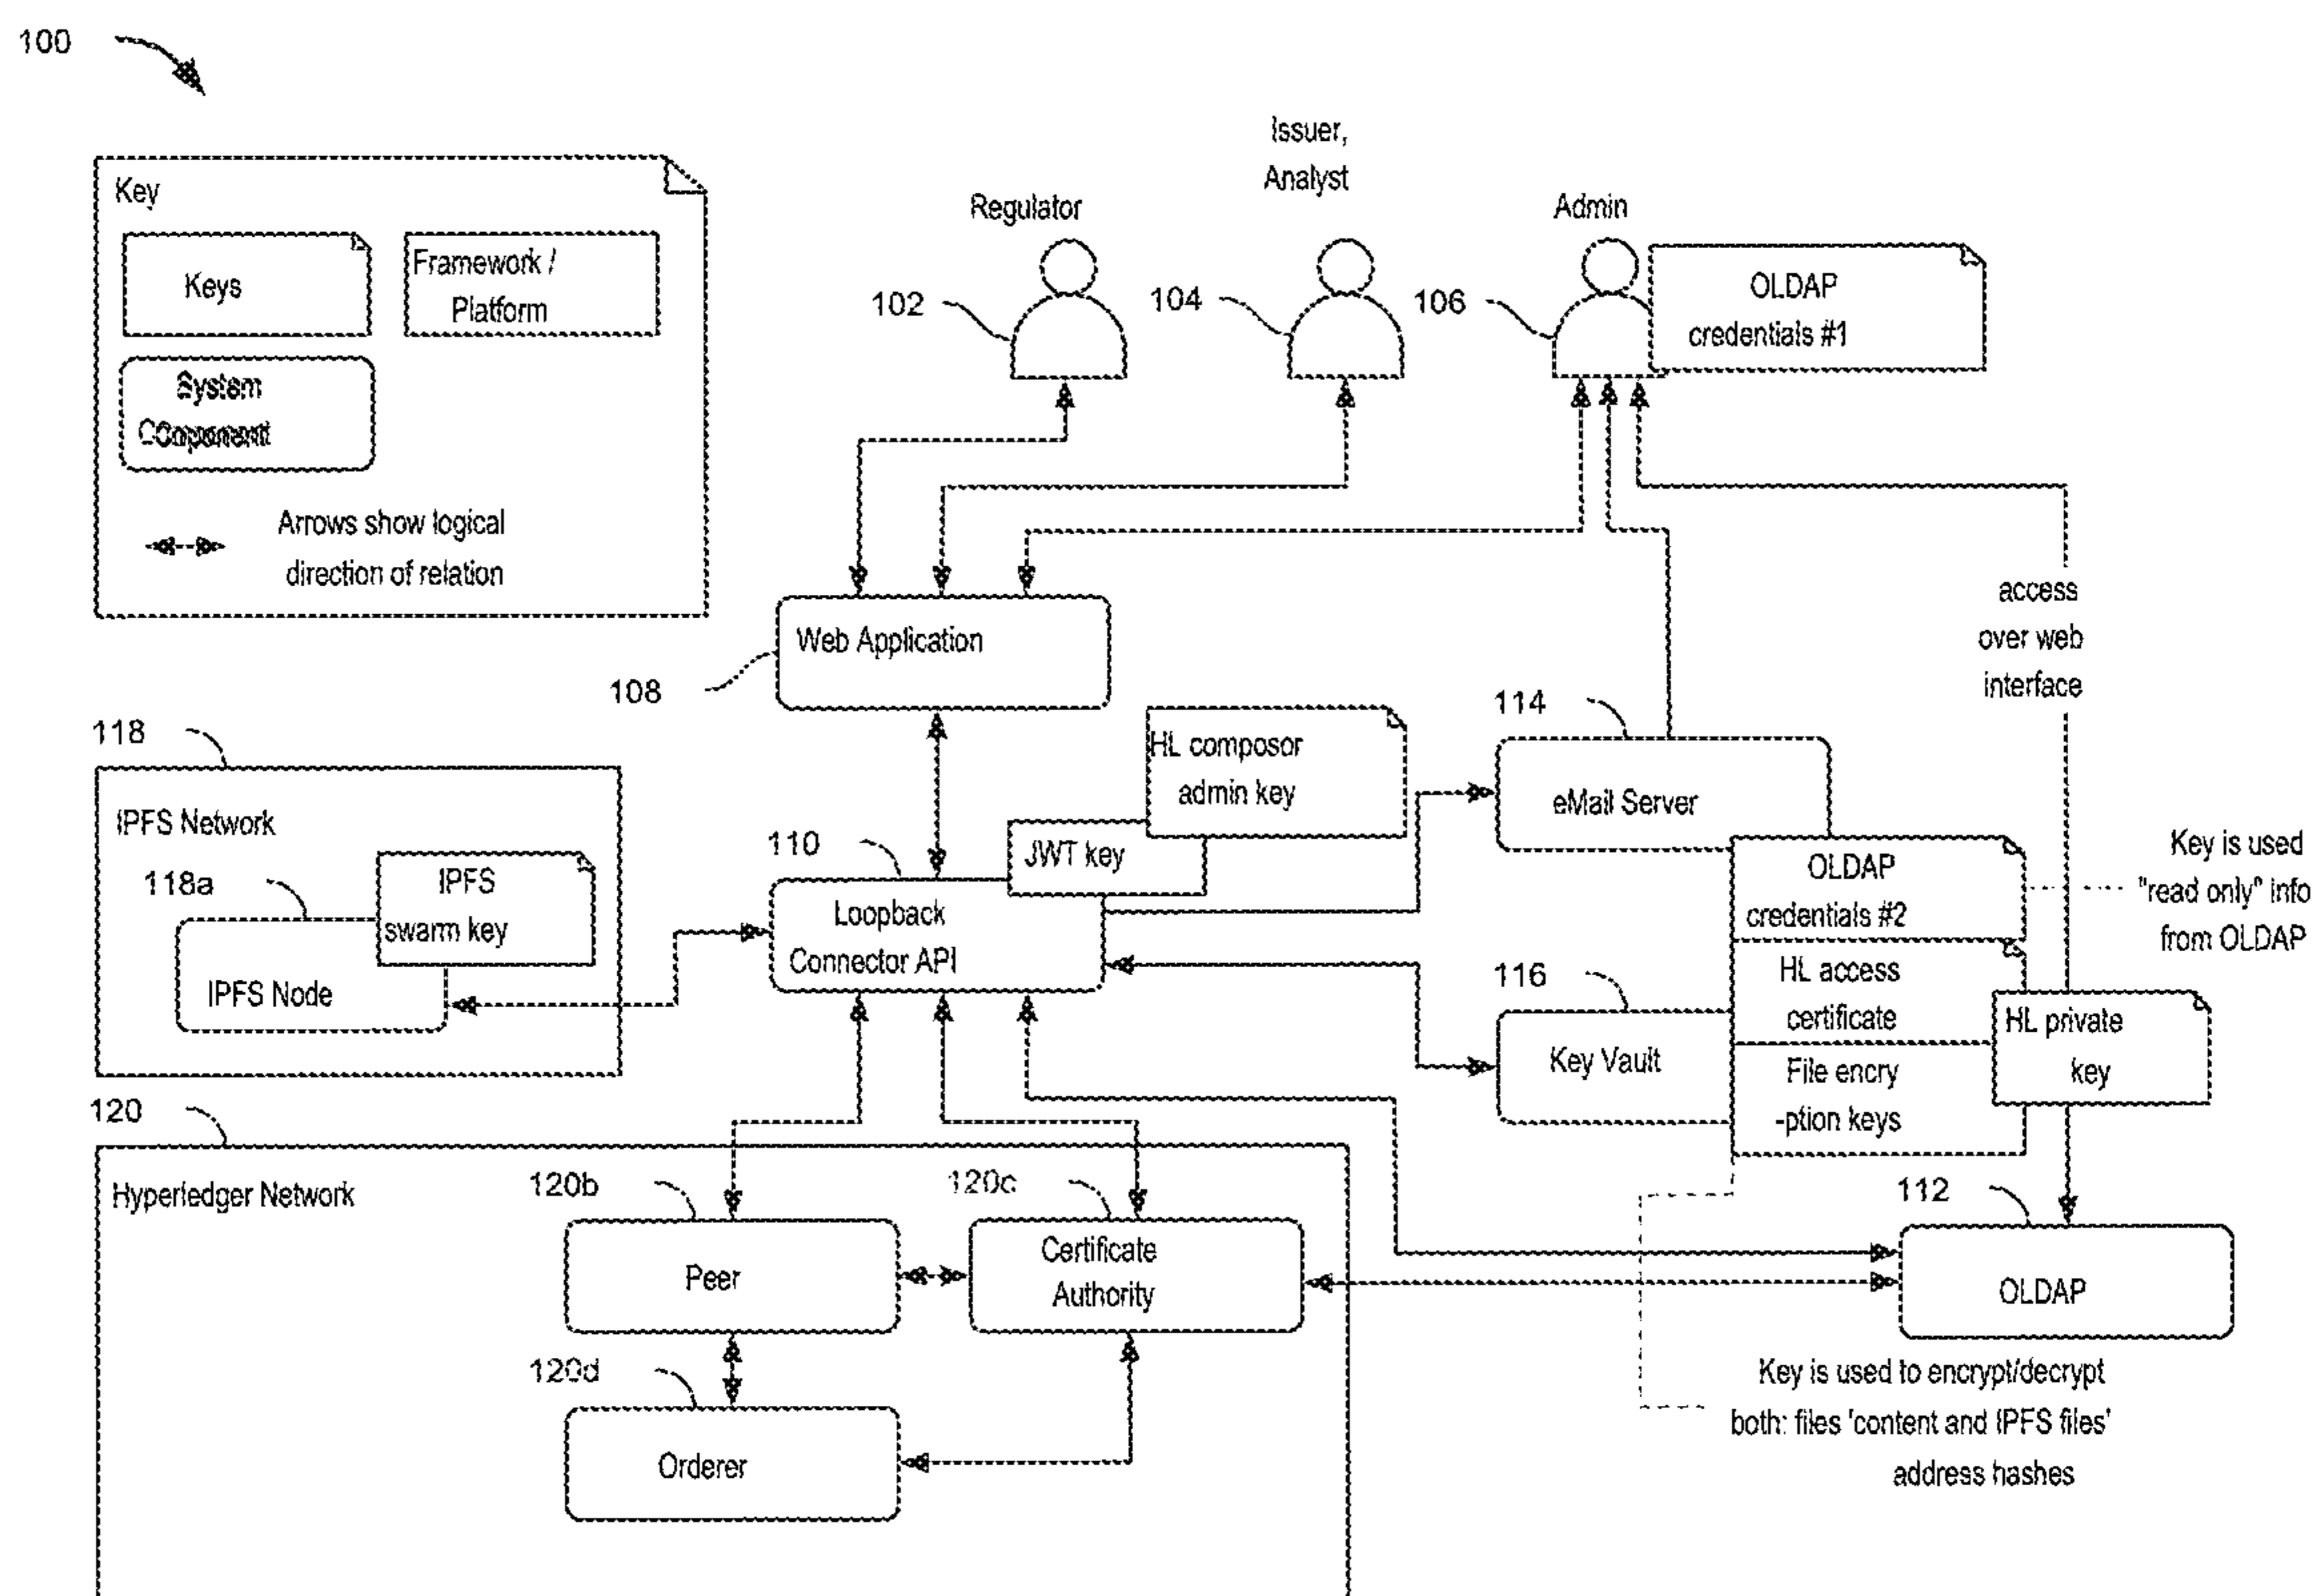 100
Key
Keys
Framework /
Platform
System
Component
Arrows show logical
direction of relation
Regulator
Issuer,
Analyst
Admin
102
104
106
OLDAP
credentials #1
Web Application
108
access
over web
interface
118
IPFS Network
118a
IPFS
swarm key
IPFS Node
110
HL composor
admin key
JWT key
Loopback
Connector API
114
eMail Server
OLDAP
credentials #2
Key is used
"read only" info
from OLDAP
116
Key Vault
HL access
certificate
File encry
-ption keys
HL private
key
120
Hyperledger Network
120b
Peer
120c
Certificate
Authority
120d
Orderer
112
OLDAP
Key is used to encrypt/decrypt
both: files 'content and IPFS files'
address hashes